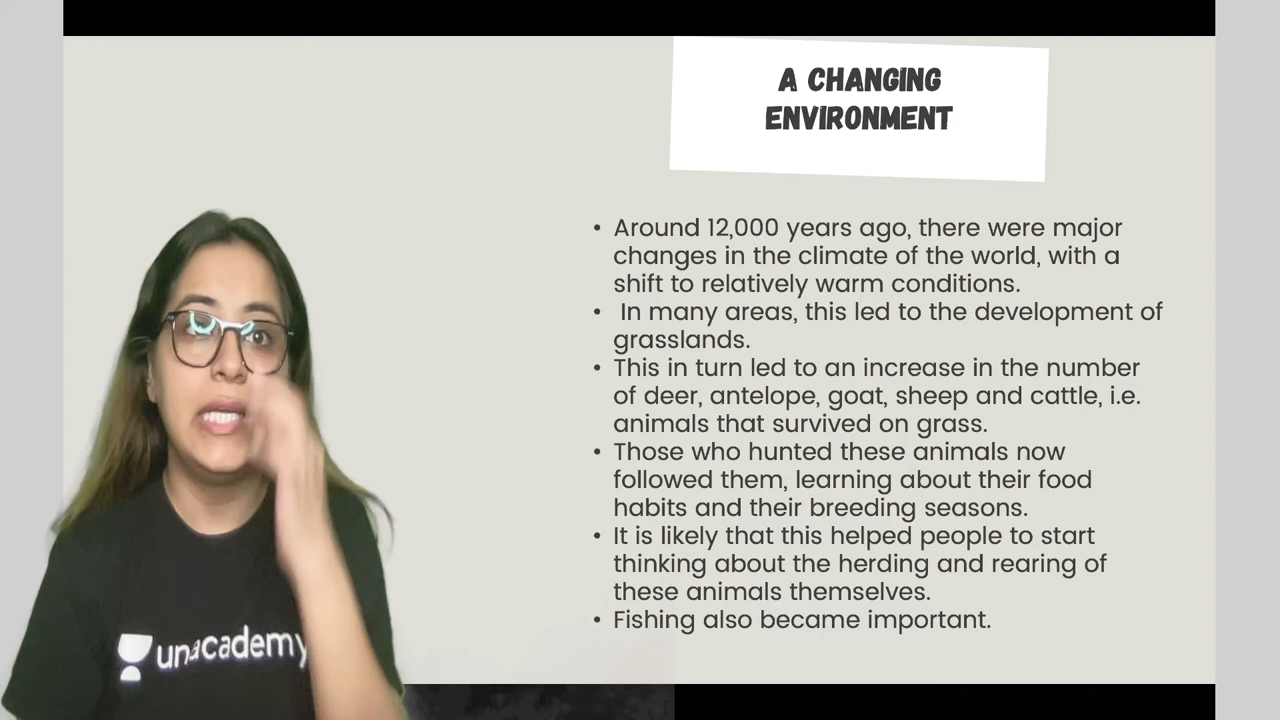 A CHANGING
ENVIRONMENT
• Around 12,000 years ago, there were major
changes in the climate of the world, with a
shift to relatively warm conditions.
• In many areas, this led to the development of
grasslands.
• This in turn led to an increase in the number
of deer, antelope, goat, sheep and cattle, i.e.
animals that survived on grass.
• Those who hunted these animals now
followed them, learning about their food
habits and their breeding seasons.
• It is likely that this helped people to start
thinking about the herding and rearing of
these animals themselves.
• Fishing also became important.
unacademy